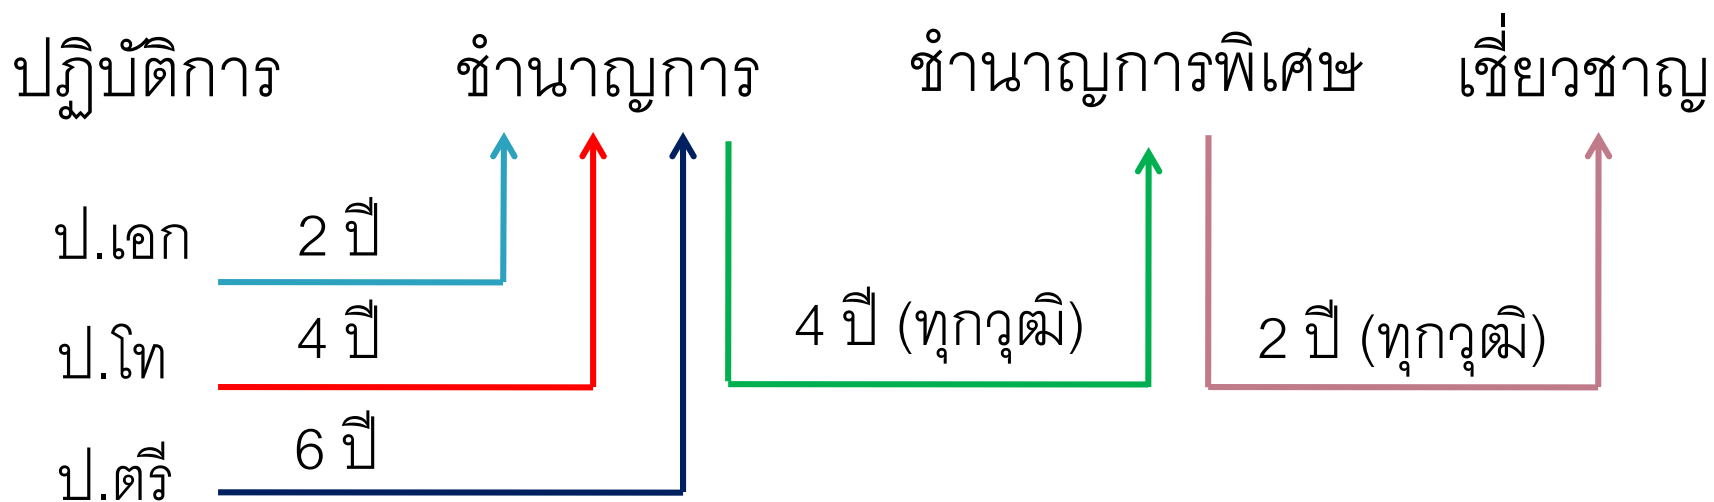 ปฏิบัติการ ชำนาญการ ชำนาญการพิเศษ เชี่ยวชาญ
ป.เอก 2 ปี
ป.โท 4 ปี
4 ปี (ทุกวุฒิ) 2 ปี (ทุกวุฒิ)
ป.ตรี 6 ปี